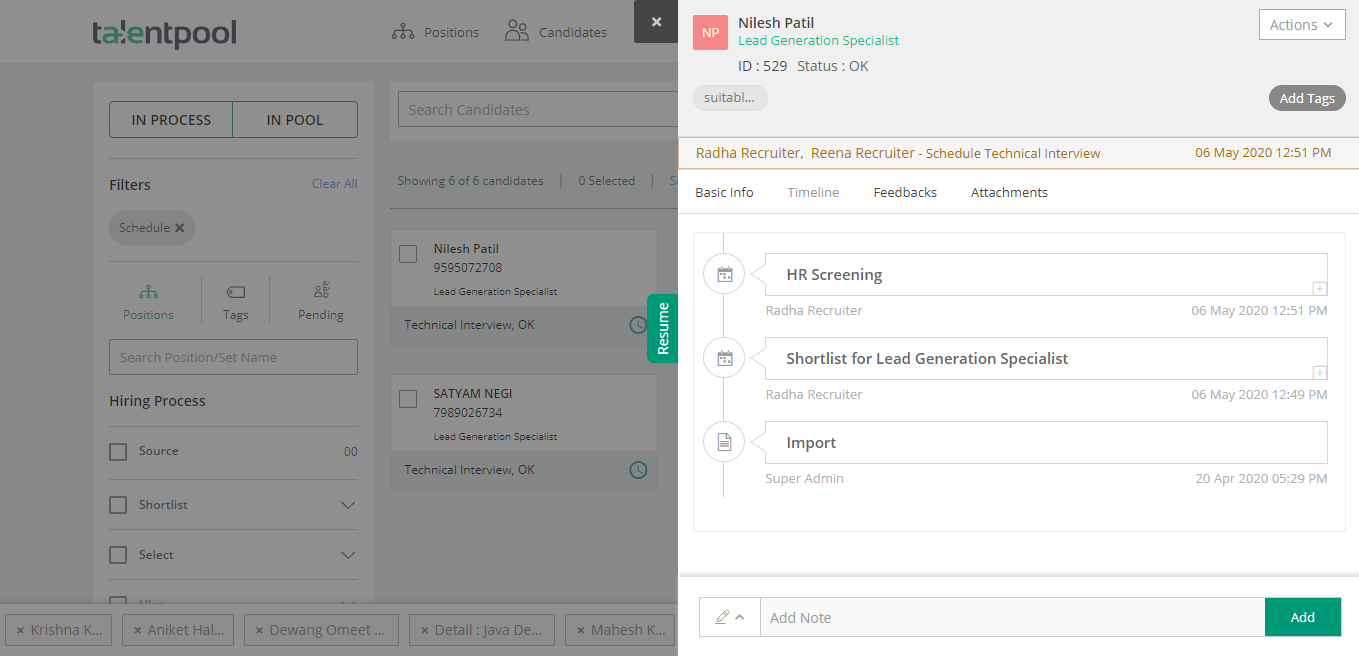 talentpool
Positions
Candidates
×
IN PROCESS
IN POOL
Filters
Clear All
Schedule ×
Positions
Tags
Pending
Search Position/Set Name
Hiring Process
Source 00
Shortlist
Select
Search Candidates
Showing 6 of 6 candidates | 0 Selected |
Nilesh Patil
9595072708
Lead Generation Specialist
Technical Interview, OK
SATYAM NEGI
7989026734
Lead Generation Specialist
Technical Interview, OK
Resume
× Krishna K...
× Aniket Hal...
× Dewang Omeet ...
× Detail : Java De...
× Mahesh K...
NP
Nilesh Patil
Lead Generation Specialist
ID : 529 Status : OK
Actions
suitabl...
Add Tags
Radha Recruiter, Reena Recruiter - Schedule Technical Interview 06 May 2020 12:51 PM
Basic Info
Timeline
Feedbacks
Attachments
HR Screening
Radha Recruiter 06 May 2020 12:51 PM
Shortlist for Lead Generation Specialist
Radha Recruiter 06 May 2020 12:49 PM
Import
Super Admin 20 Apr 2020 05:29 PM
Add Note
Add